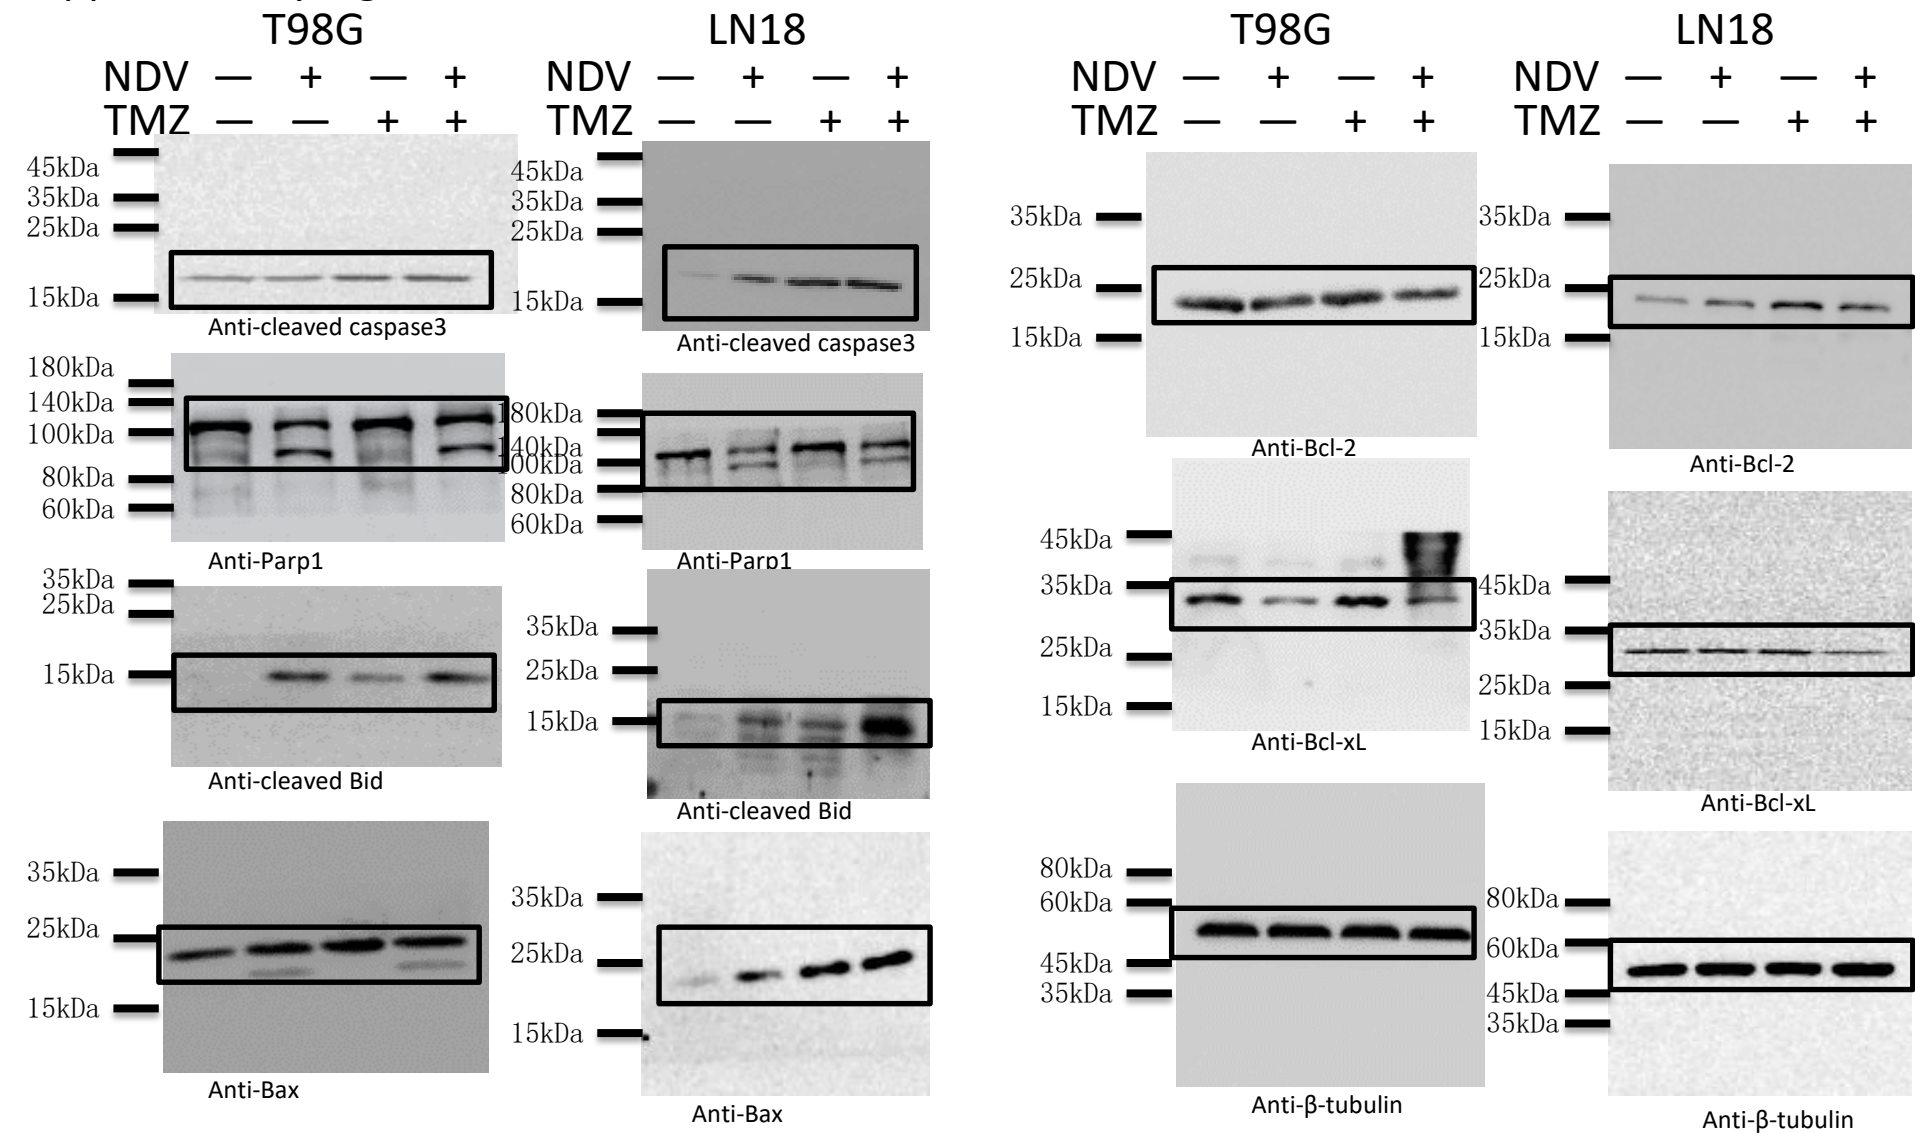 T98G
NDV — + — +
TMZ — — + +
45kDa
35kDa
25kDa
15kDa
Anti-cleaved caspase3
180kDa
140kDa
100kDa
80kDa
60kDa
Anti-Parp1
35kDa
25kDa
15kDa
Anti-cleaved Bid
35kDa
25kDa
15kDa
Anti-Bax
LN18
NDV — + — +
TMZ — — + +
45kDa
35kDa
25kDa
15kDa
Anti-cleaved caspase3
180kDa
140kDa
100kDa
80kDa
60kDa
Anti-Parp1
35kDa
25kDa
15kDa
Anti-cleaved Bid
35kDa
25kDa
15kDa
Anti-Bax
T98G
NDV — + — +
TMZ — — + +
35kDa
25kDa
15kDa
Anti-Bcl-2
45kDa
35kDa
25kDa
15kDa
Anti-Bcl-xL
80kDa
60kDa
45kDa
35kDa
Anti-β-tubulin
LN18
NDV — + — +
TMZ — — + +
35kDa
25kDa
15kDa
Anti-Bcl-2
45kDa
35kDa
25kDa
15kDa
Anti-Bcl-xL
80kDa
60kDa
45kDa
35kDa
Anti-β-tubulin